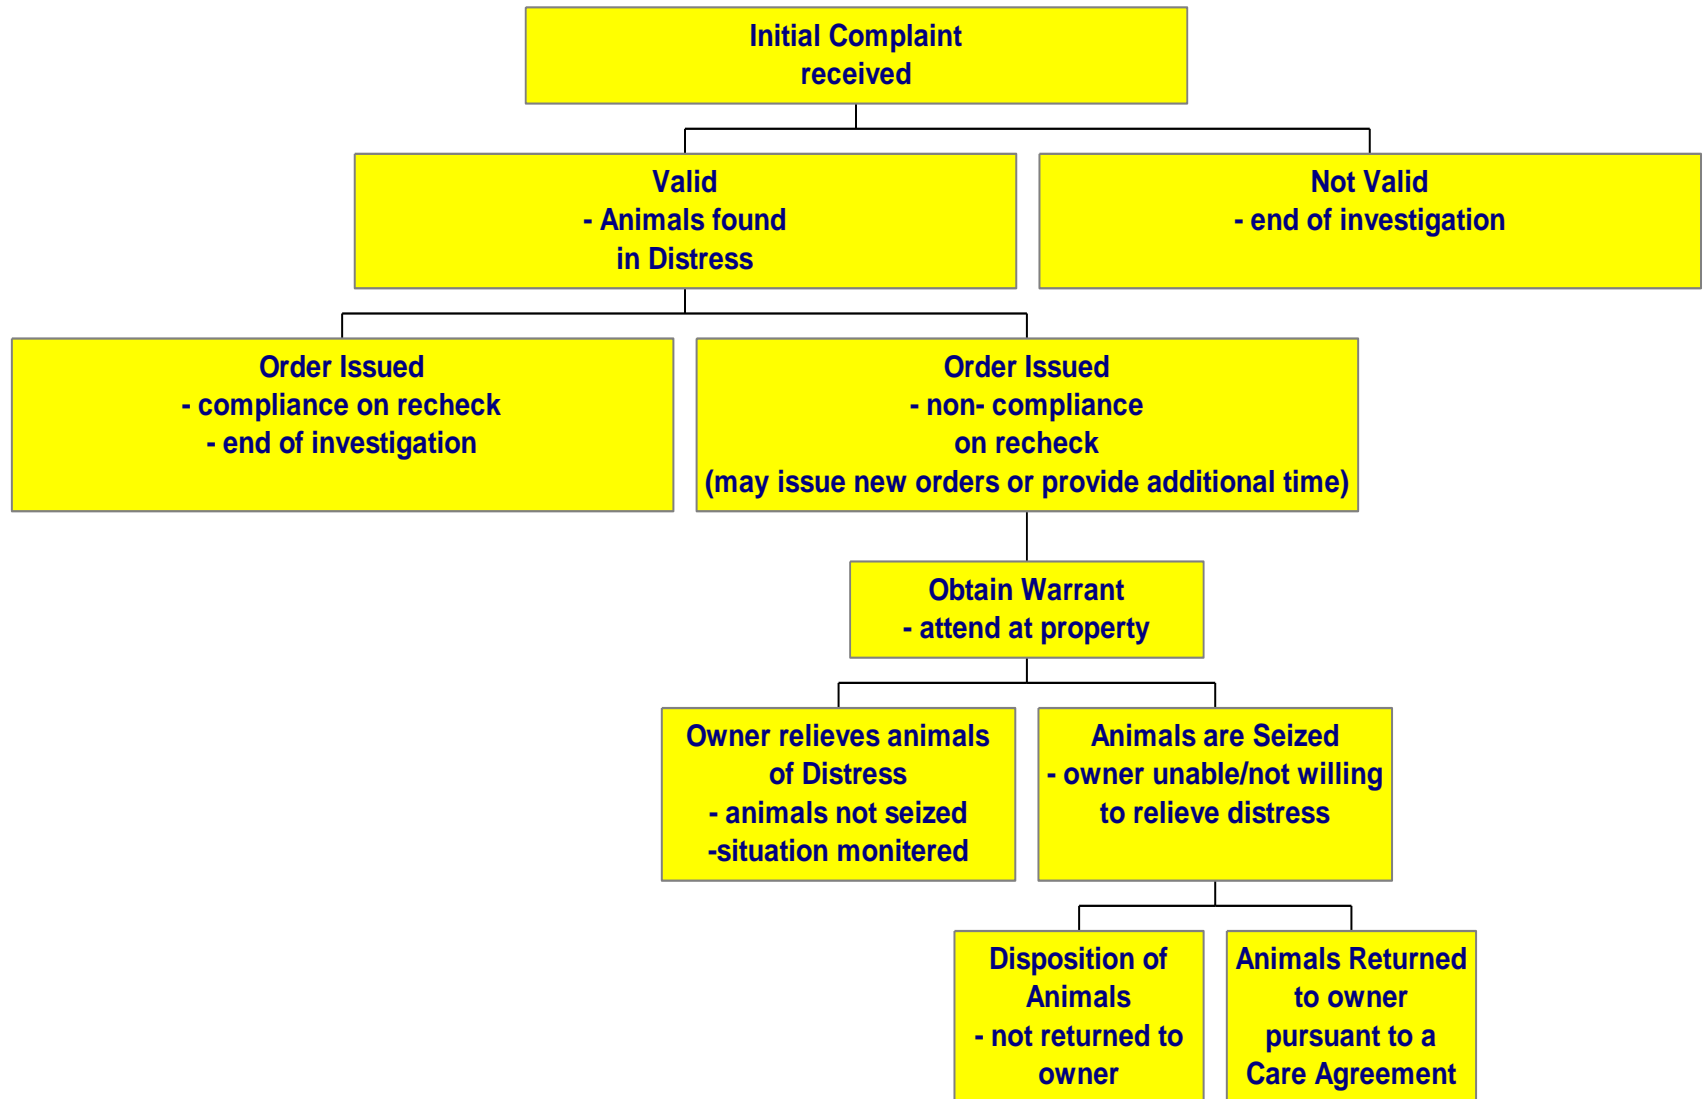 Initial Complaint
received
Valid
- Animals found
in Distress
Not Valid
- end of investigation
Order Issued
- compliance on recheck
- end of investigation
Order Issued
- non- compliance
on recheck
(may issue new orders or provide additional time)
Obtain Warrant
- attend at property
Owner relieves animals
of Distress
- animals not seized
-situation monitered
Animals are Seized
- owner unable/not willing
to relieve distress
Disposition of
Animals
- not returned to
owner
Animals Returned
to owner
pursuant to a
Care Agreement